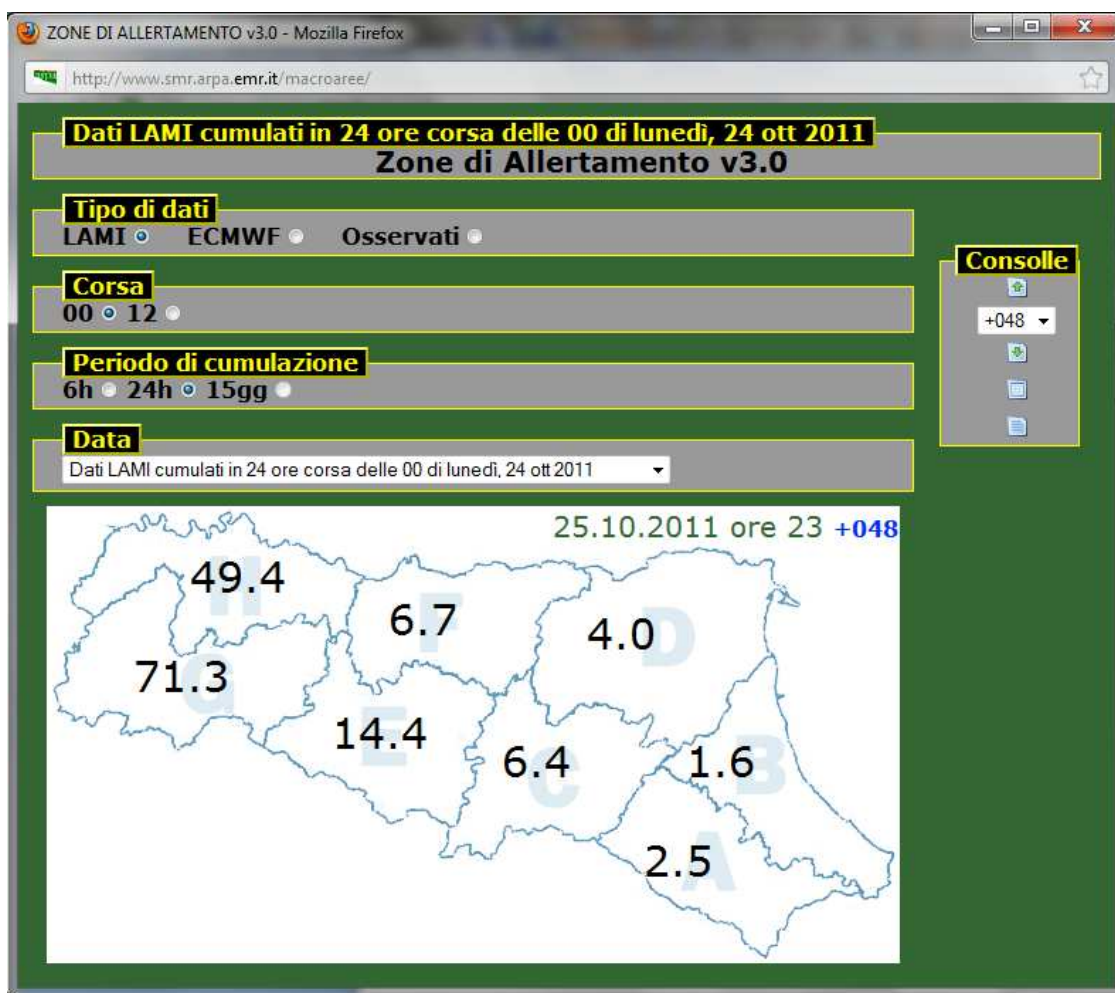 ZONE DI ALLERTAMENTO v3.0 - Mozilla Firefox
http://www.smr.arpa.emr.it/macroaree/
Dati LAMI cumulati in 24 ore corsa delle 00 di lunedì, 24 ott 2011
Zone di Allertamento v3.0
Tipo di dati
LAMI ECMWF Osservati
Consolle
+048
Corsa
00 12
Periodo di cumulazione
6h 24h 15gg
Data
Dati LAMI cumulati in 24 ore corsa delle 00 di lunedì, 24 ott 2011
25.10.2011 ore 23 +048
H 49.4
F 6.7
D 4.0
G 71.3
E 14.4
C 6.4
B 1.6
A 2.5